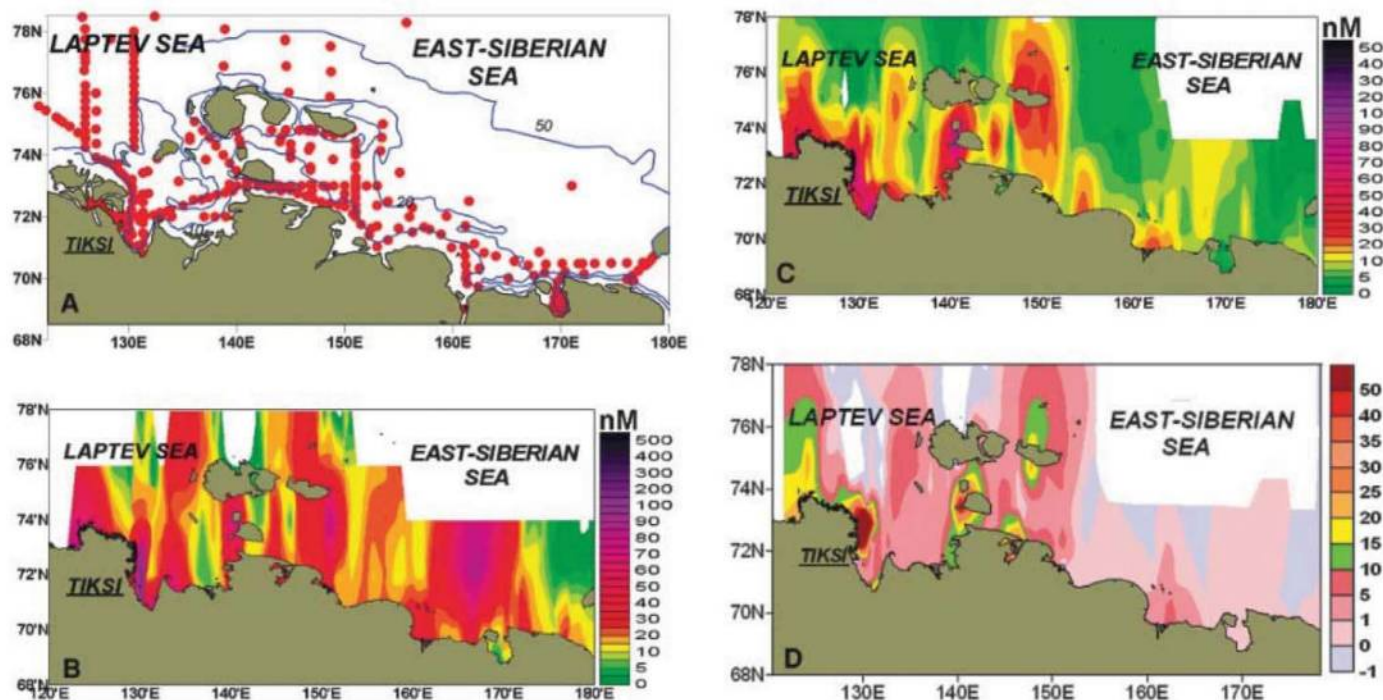 78N
76N
74N
72N
70N
68N
LAPTEV SEA
EAST-SIBERIAN
SEA
50
20
10
TIKSI
A
130E
140E
150E
160E
170E
180E
nM
50
40
30
20
10
90
80
70
60
50
40
30
20
10
5
0
78'N
76'N
74'N
72'N
70'N
68'N
LAPTEV SEA
EAST-SIBERIAN
SEA
TIKSI
C
120'E
130'E
140'E
150'E
160'E
170'E
180'E
78'N
76'N
74'N
72'N
70'N
68'N
LAPTEV SEA
EAST-SIBERIAN
SEA
TIKSI
B
120'E
130'E
140'E
150'E
160'E
170'E
180'E
nM
500
400
300
200
100
90
80
70
60
50
40
30
20
10
5
0
78N
76N
74N
72N
70N
68N
LAPTEV SEA
EAST-SIBERIAN
SEA
TIKSI
D
130'E
140'E
150'E
160'E
170'E
50
40
35
30
25
20
15
10
5
1
0
-1